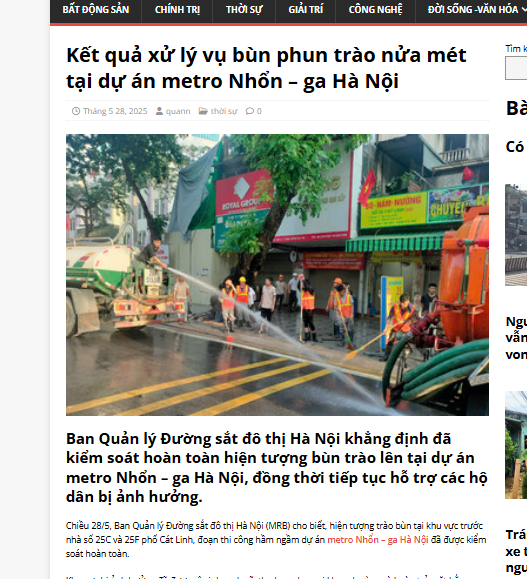 BẤT ĐỘNG SẢN CHÍNH TRỊ THỜI SỰ GIẢI TRÍ CÔNG NGHỆ ĐỜI SỐNG -VĂN HÓA
Kết quả xử lý vụ bùn phun trào nửa mét
tại dự án metro Nhổn – ga Hà Nội
Tháng 5 28, 2025 quann thời sự 0
ROYAL GROUP
BÒ-NẦM-NƯỚNG
CHUYÊN
Ban Quản lý Đường sắt đô thị Hà Nội khẳng định đã
kiểm soát hoàn toàn hiện tượng bùn trào lên tại dự án
metro Nhổn – ga Hà Nội, đồng thời tiếp tục hỗ trợ các hộ
dân bị ảnh hưởng.
Chiều 28/5, Ban Quản lý Đường sắt đô thị Hà Nội (MRB) cho biết, hiện tượng trào bùn tại khu vực trước
nhà số 25C và 25F phố Cát Linh, đoạn thi công hầm ngầm dự án metro Nhổn – ga Hà Nội đã được kiểm
soát hoàn toàn.
Tìm k
Bà
Có
Ngu
vẫn
von
Trá
xe t
ngu